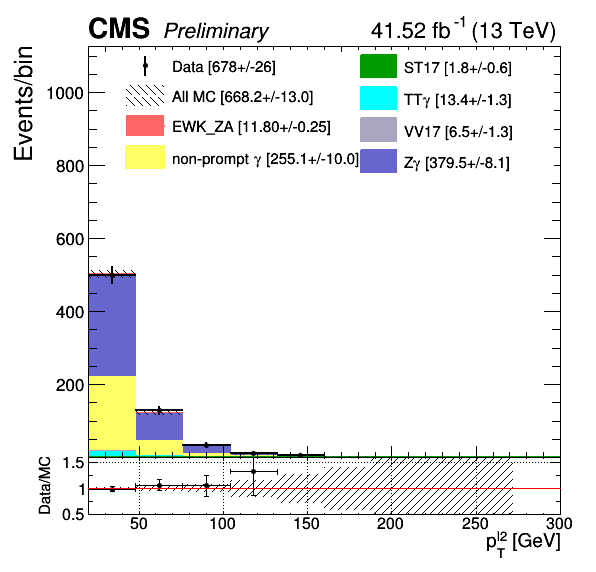 CMS Preliminary 41.52 fb⁻¹ (13 TeV)
Events/bin
Data [678+/-26]
All MC [668.2+/-13.0]
EWK_ZA [11.80+/-0.25]
non-prompt γ [255.1+/-10.0]
ST17 [1.8+/-0.6]
TTγ [13.4+/-1.3]
VV17 [6.5+/-1.3]
Zγ [379.5+/-8.1]
1000
800
600
400
200
Data/MC
1.5
1
0.5
50 100 150 200 250 300
p_T^l2 [GeV]